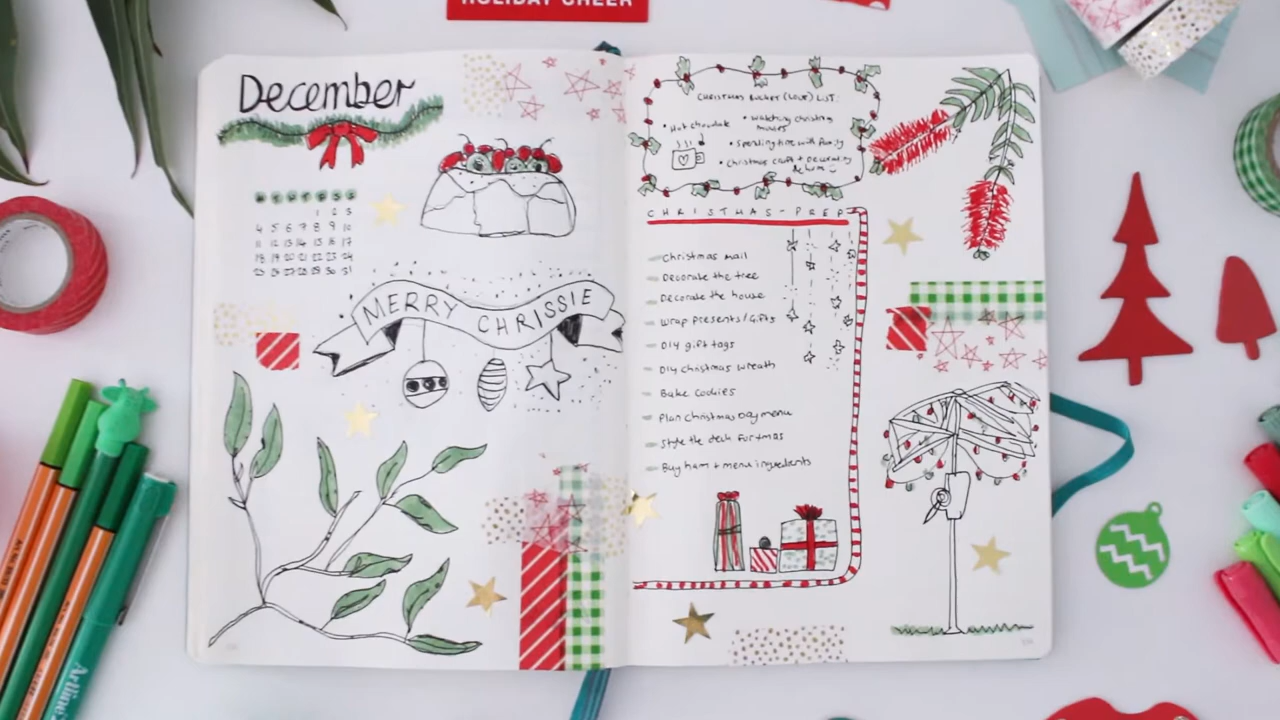 HOLIDAY CHEER
December
M T W T F S S
1 2 3
4 5 6 7 8 9 10
11 12 13 14 15 16 17
18 19 20 21 22 23 24
25 26 27 28 29 30 31
MERRY CHRISSIE
CHRISTMAS BUCKET (LOVE) LIST:
• Hot chocolate
• Watching christmas
movies
• Spending time with family
• Christmas craft + Decorating
CHRISTMAS-PREP
Christmas mail
Decorate the tree
Decorate the house
Wrap presents/Gifts
DIY gift tags
DIY christmas wreath
Bake cookies
Plan Christmas Day menu
Style the deck for xmas
Buy ham + menu ingredients
Artline